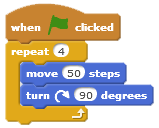 when clicked
repeat 4
move 50 steps
turn 90 degrees